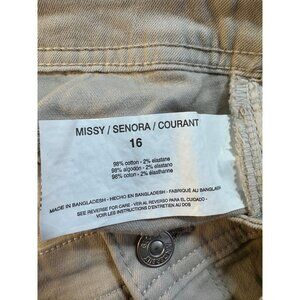 MISSY / SENORA / COURANT
16
98% cotton - 2% elastane
98% algodón - 2% elastano
98% coton - 2% élasthanne
MADE IN BANGLADESH - HECHO EN BANGLADESH - FABRIQUÉ AU BANGLADESH
SEE REVERSE FOR CARE - VER AL REVERSO PARA EL CUIDADO -
VOIR LES INSTRUCTIONS D'ENTRETIEN AU DOS